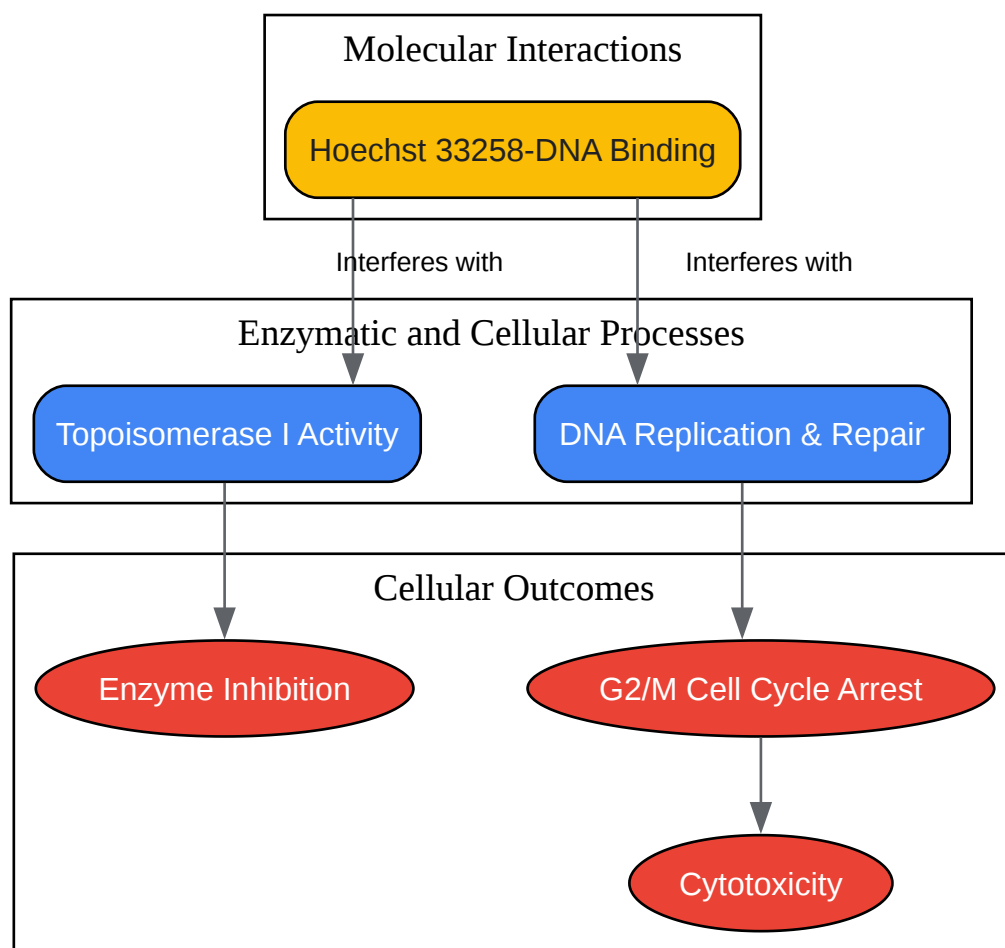 Molecular Interactions
Hoechst 33258-DNA Binding
Interferes with
Interferes with
Enzymatic and Cellular Processes
Topoisomerase I Activity
DNA Replication & Repair
Cellular Outcomes
Enzyme Inhibition
G2/M Cell Cycle Arrest
Cytotoxicity